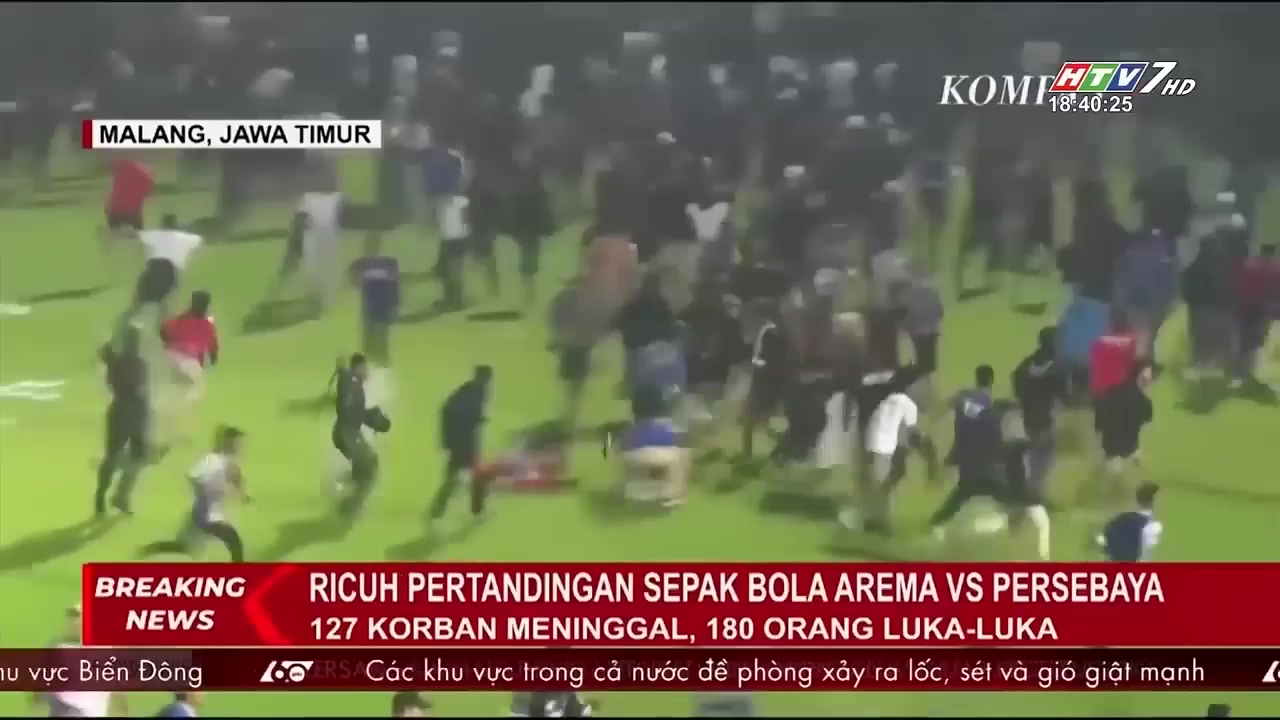 KOMPA
HTV7 HD
18:40:25
MALANG, JAWA TIMUR
BREAKING NEWS
RICUH PERTANDINGAN SEPAK BOLA AREMA VS PERSEBAYA
127 KORBAN MENINGGAL, 180 ORANG LUKA-LUKA
vực Biển Đông
60 Các khu vực trong cả nước đề phòng xảy ra lốc, sét và gió giật mạnh